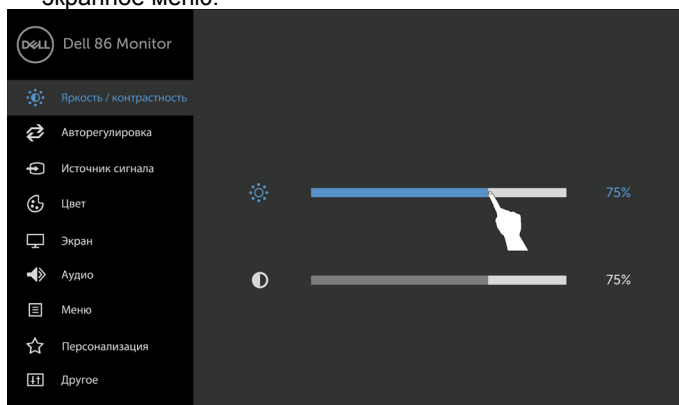 экранное меню.
DELL
Dell 86 Monitor
Яркость / контрастность
Авторегулировка
Источник сигнала
Цвет
Экран
Аудио
Меню
Персонализация
Другое
75%
75%